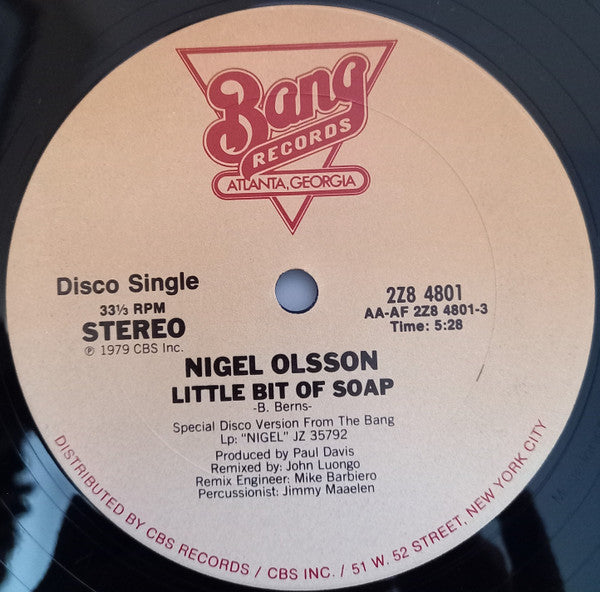 Bang
RECORDS
ATLANTA, GEORGIA
Disco Single
33⅓ RPM
STEREO
℗ 1979 CBS Inc.
2Z8 4801
AA-AF 2Z8 4801-3
Time: 5:28
NIGEL OLSSON
LITTLE BIT OF SOAP
-B. Berns-
Special Disco Version From The Bang
Lp: "NIGEL" JZ 35792
Produced by Paul Davis
Remixed by: John Luongo
Remix Engineer: Mike Barbiero
Percussionist: Jimmy Maaelen
DISTRIBUTED BY CBS RECORDS / CBS INC. / 51 W. 52 STREET, NEW YORK CITY